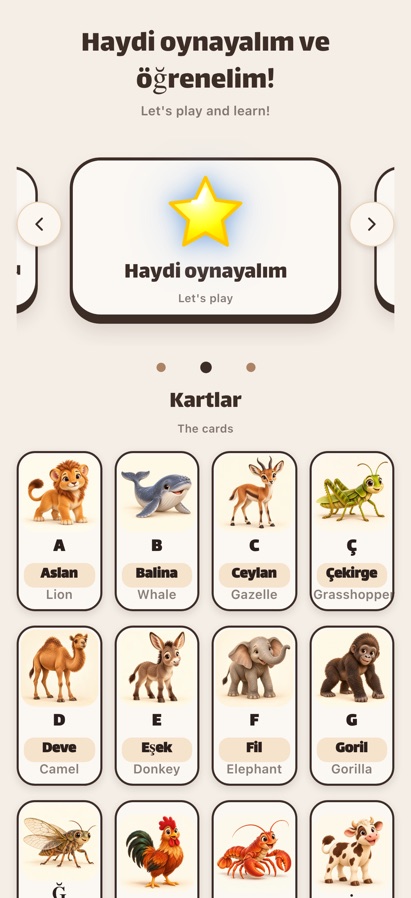 Haydi oynayalım ve
öğrenelim!
Let's play and learn!
Haydi oynayalım
Let's play
Kartlar
The cards
A
Aslan
Lion
B
Balina
Whale
C
Ceylan
Gazelle
Ç
Çekirge
Grasshopper
D
Deve
Camel
E
Eşek
Donkey
F
Fil
Elephant
G
Goril
Gorilla
Ğ